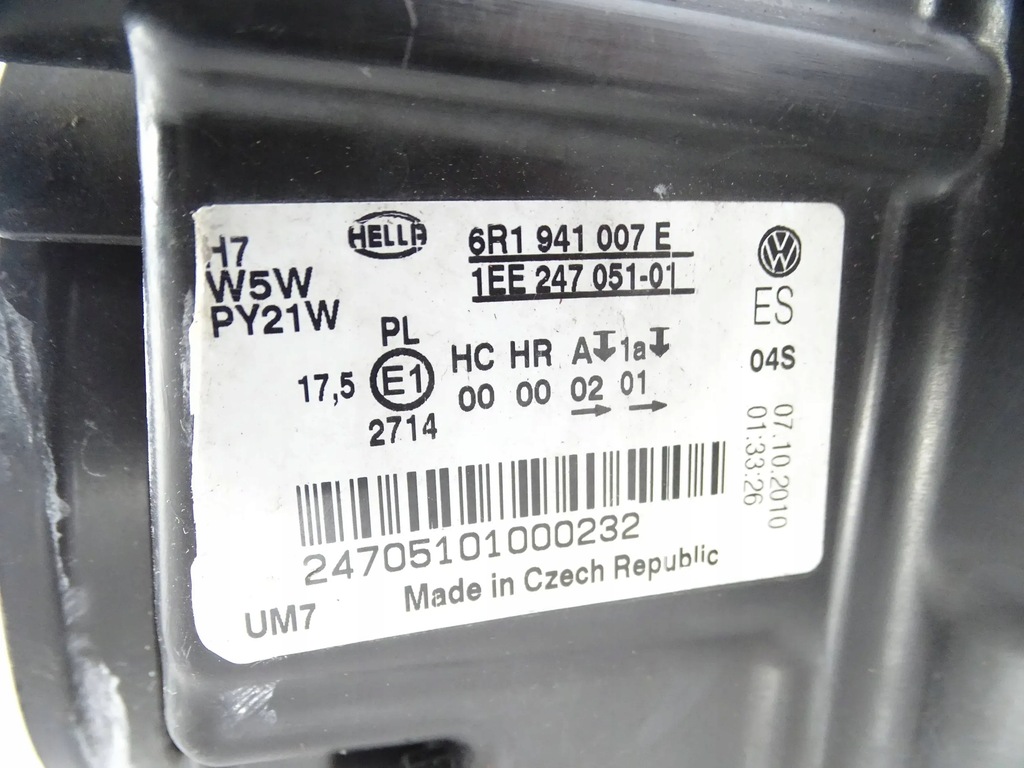 H7
W5W
PY21W
HELLA
6R1 941 007 E
1EE 247 051-01
ES
04S
PL
17,5 E1
2714
HC HR A 1a
00 00 02 01
07.10.2010
01:33:26
24705101000232
Made in Czech Republic
UM7